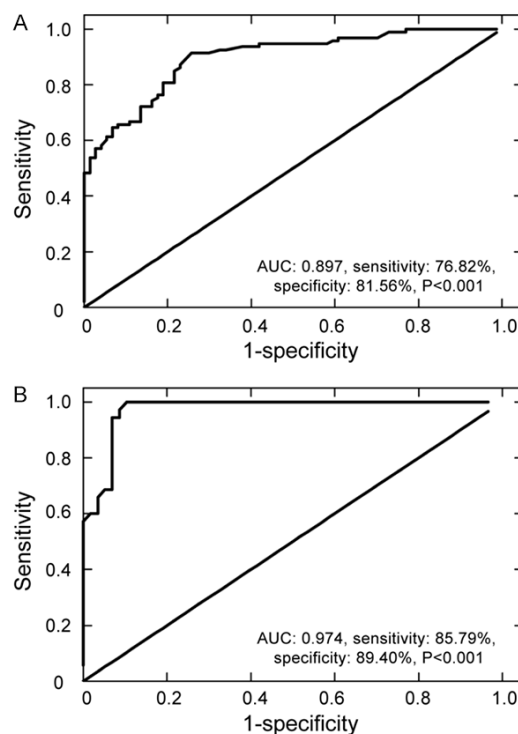 A
1.0
0.8
0.6
0.4
0.2
0
Sensitivity
AUC: 0.897, sensitivity: 76.82%,
specificity: 81.56%, P<0.001
0 0.2 0.4 0.6 0.8 1.0
1-specificity
B
1.0
0.8
0.6
0.4
0.2
0
Sensitivity
AUC: 0.974, sensitivity: 85.79%,
specificity: 89.40%, P<0.001
0 0.2 0.4 0.6 0.8 1.0
1-specificity